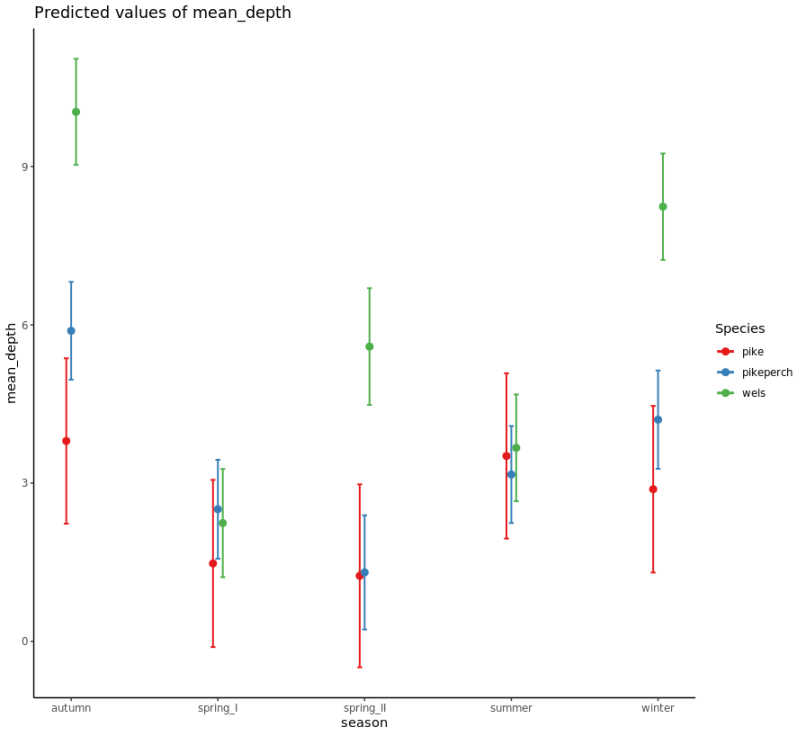 Predicted values of mean_depth
mean_depth
9
6
3
0
autumn
spring_I
spring_II
summer
winter
season
Species
pike
pikeperch
wels